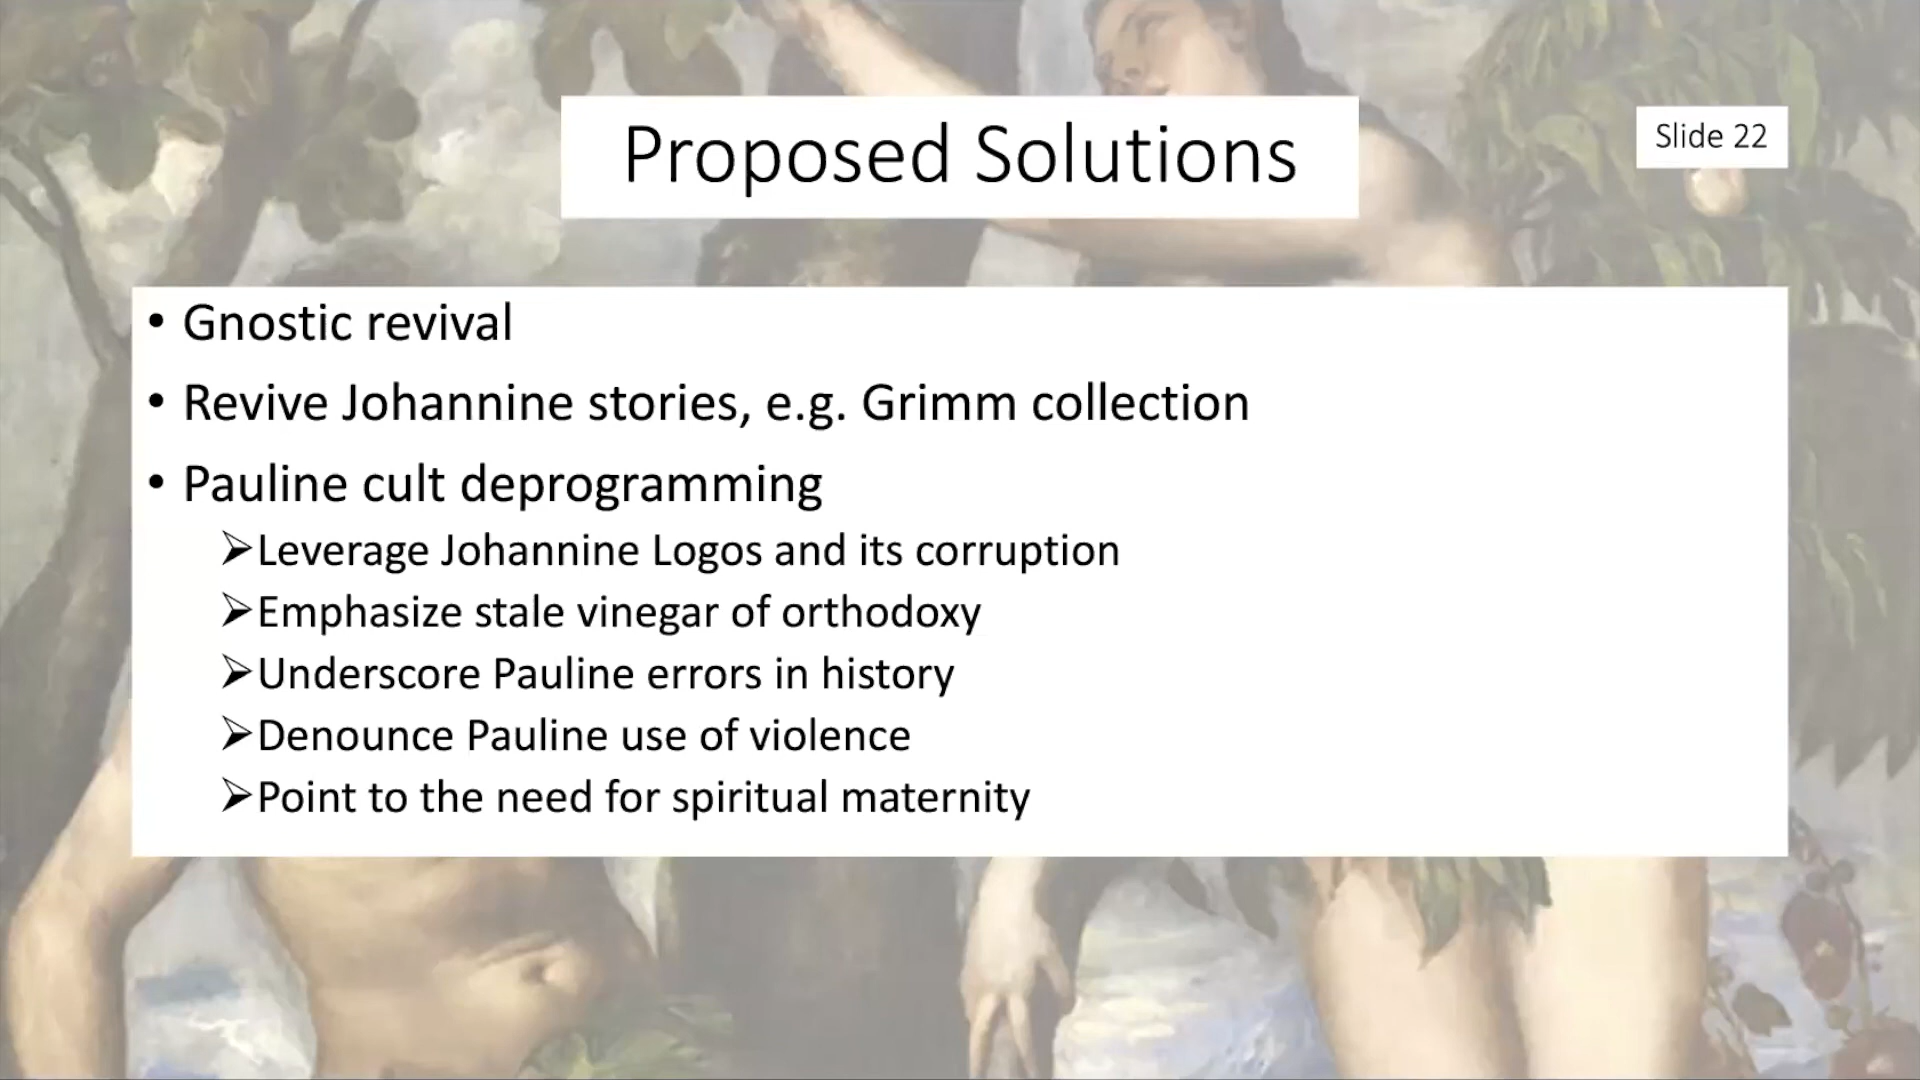 Proposed Solutions
Slide 22
• Gnostic revival
• Revive Johannine stories, e.g. Grimm collection
• Pauline cult deprogramming
➢Leverage Johannine Logos and its corruption
➢Emphasize stale vinegar of orthodoxy
➢Underscore Pauline errors in history
➢Denounce Pauline use of violence
➢Point to the need for spiritual maternity